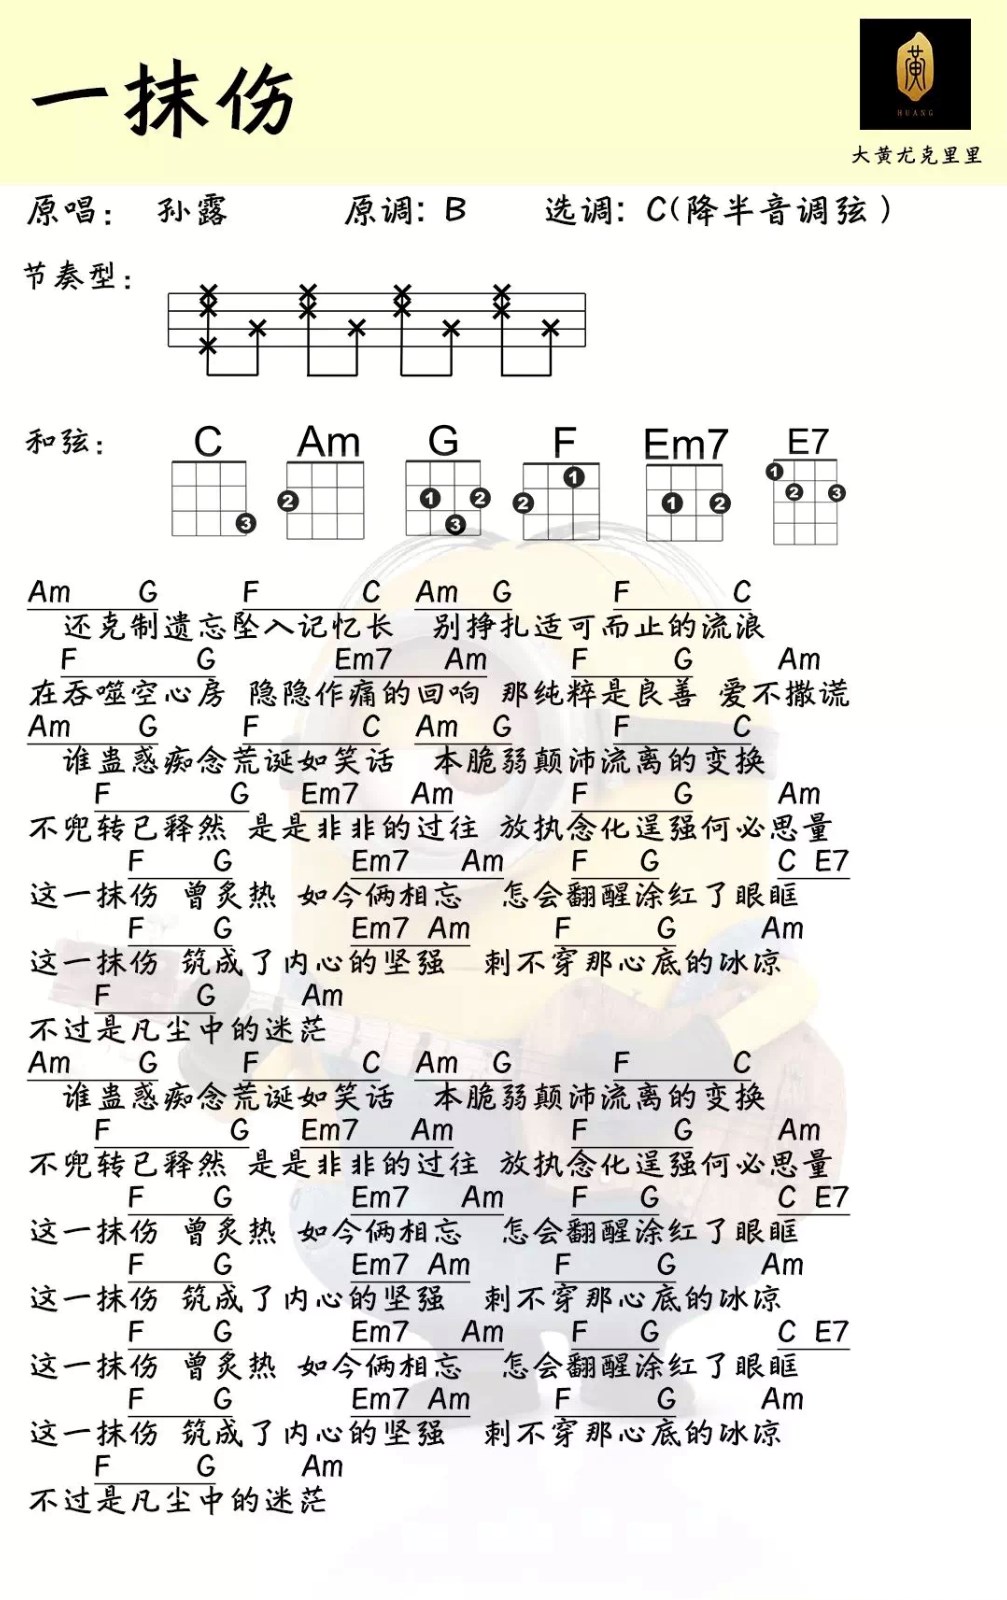 一抹伤
黄
HUANG
大黄尤克里里
原唱： 孙露 原调: B 选调: C(降半音调弦)
节奏型：
和弦： C Am G F Em7 E7
3 2 1 2 3 1 2 1 2 1 2 3
Am G F C Am G F C
还克制遗忘坠入记忆长 别挣扎适可而止的流浪
F G Em7 Am F G Am
在吞噬空心房 隐隐作痛的回响 那纯粹是良善 爱不撒谎
Am G F C Am G F C
谁蛊惑痴念荒诞如笑话 本脆弱颠沛流离的变换
F G Em7 Am F G Am
不兜转已释然 是是非非的过往 放执念化逞强何必思量
F G Em7 Am F G C E7
这一抹伤 曾炙热 如今俩相忘 怎会翻醒涂红了眼眶
F G Em7 Am F G Am
这一抹伤 筑成了内心的坚强 刺不穿那心底的冰凉
F G Am
不过是凡尘中的迷茫
Am G F C Am G F C
谁蛊惑痴念荒诞如笑话 本脆弱颠沛流离的变换
F G Em7 Am F G Am
不兜转已释然 是是非非的过往 放执念化逞强何必思量
F G Em7 Am F G C E7
这一抹伤 曾炙热 如今俩相忘 怎会翻醒涂红了眼眶
F G Em7 Am F G Am
这一抹伤 筑成了内心的坚强 刺不穿那心底的冰凉
F G Em7 Am F G C E7
这一抹伤 曾炙热 如今俩相忘 怎会翻醒涂红了眼眶
F G Em7 Am F G Am
这一抹伤 筑成了内心的坚强 刺不穿那心底的冰凉
F G Am
不过是凡尘中的迷茫